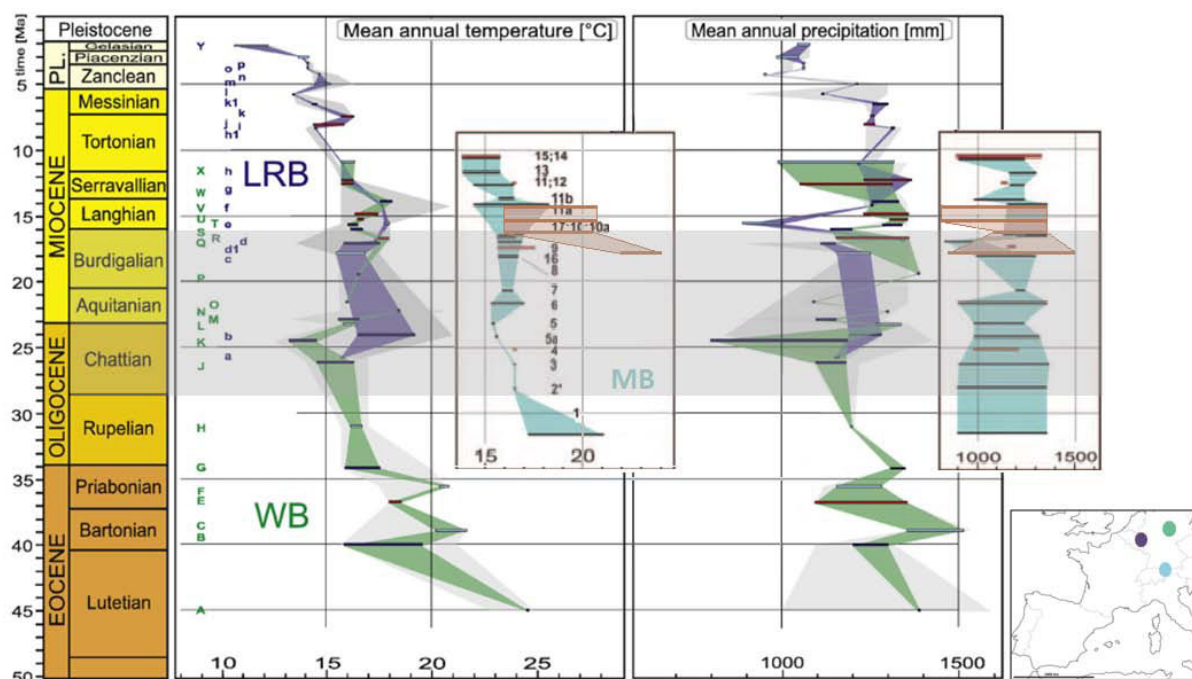 time [Ma]
5
10
15
20
25
30
35
40
45
50
PL.
MIOCENE
OLIGOCENE
EOCENE
Pleistocene
Gelasian
Piacenzian
Zanclean
Messinian
Tortonian
Serravallian
Langhian
Burdigalian
Aquitanian
Chattian
Rupelian
Priabonian
Bartonian
Lutetian
Mean annual temperature [°C]
Y
o p
n
m
l
k1
k
j i
h1
X h
W g
V f
U T e
S R
Q d
d1
c
P
O
N
M
L
K b
a
J
H
G
F
E
C
B
A
LRB
WB
10 15 20 25
15;14
13
11;12
11b
11a
17;10;10a
9
16
8
7
6
5
5a
4
3
2'
1
MB
15 20
Mean annual precipitation [mm]
1000 1500
1000 1500